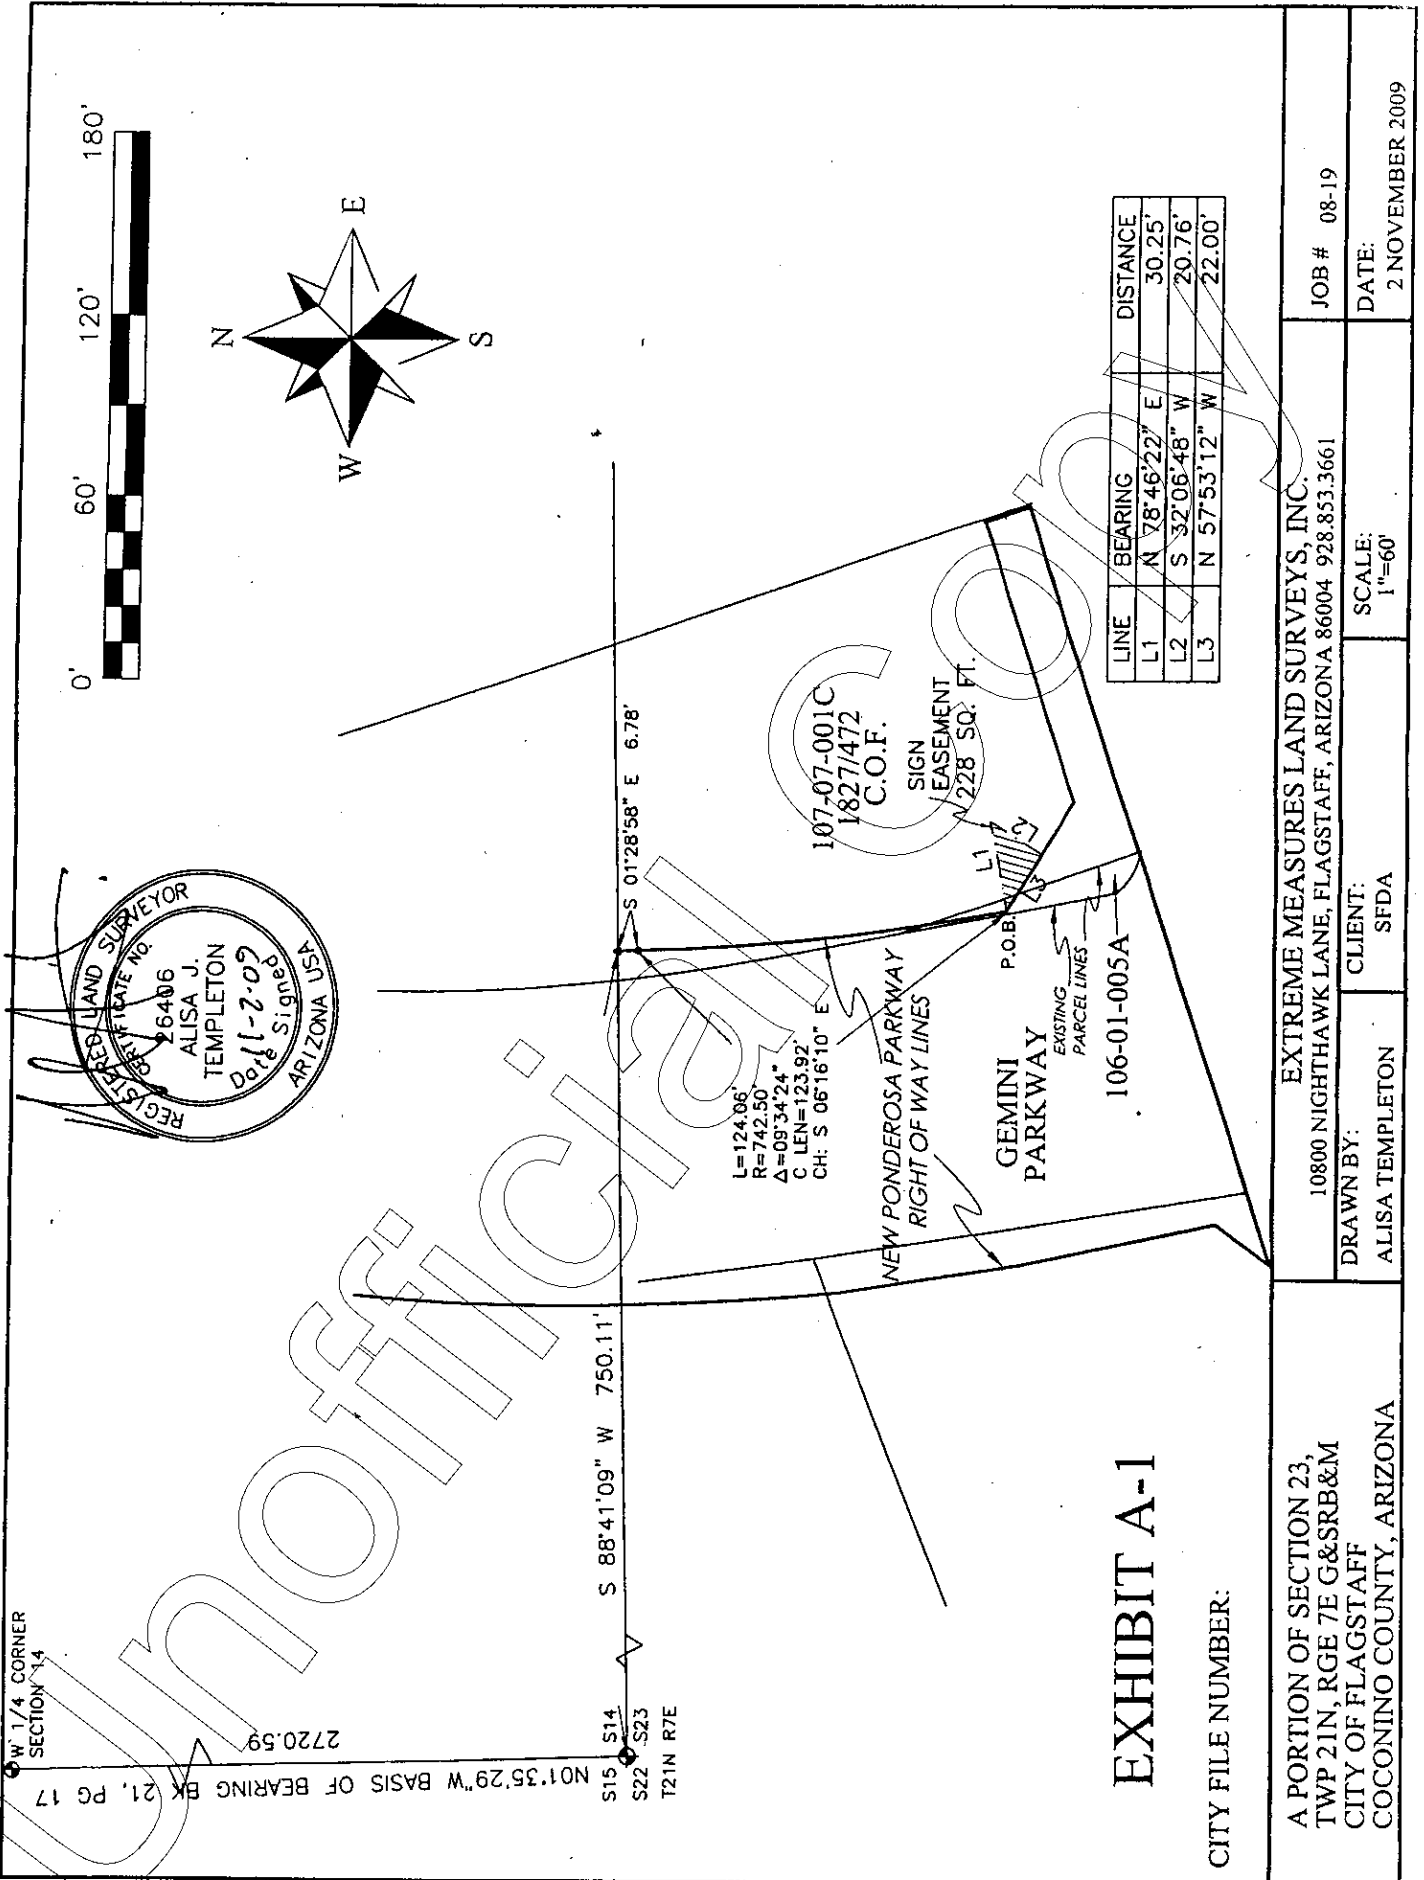 W 1/4 CORNER
SECTION 14
N01°35'29"W BASIS OF BEARING BK 21, PG 17
2720.59
S15 S14
S22 S23
T21N R7E
S 88°41'09" W 750.11'
REGISTERED LAND SURVEYOR
CERTIFICATE NO.
26406
ALISA J.
TEMPLETON
Date 11-2-09
Signed
ARIZONA USA
0' 60' 120' 180'
N
E
S
W
S 01°28'58" E 6.78'
L=124.06'
R=742.50'
Δ=09°34'24"
C LEN=123.92'
CH: S 06°16'10" E
NEW PONDEROSA PARKWAY
RIGHT OF WAY LINES
107-07-001C
1827/472
C.O.F.
SIGN
EASEMENT
228 SQ. FT.
L1
L2
L3
P.O.B.
GEMINI
PARKWAY
EXISTING
PARCEL LINES
106-01-005A
LINE BEARING DISTANCE
L1 N 78°46'22" E 30.25'
L2 S 32°06'48" W 20.76'
L3 N 57°53'12" W 22.00'
EXHIBIT A-1
CITY FILE NUMBER:
A PORTION OF SECTION 23,
TWP 21N, RGE 7E G&SRB&M
CITY OF FLAGSTAFF
COCONINO COUNTY, ARIZONA
EXTREME MEASURES LAND SURVEYS, INC.
10800 NIGHTHAWK LANE, FLAGSTAFF, ARIZONA 86004 928.853.3661
JOB # 08-19
DRAWN BY:
ALISA TEMPLETON
CLIENT:
SFDA
SCALE:
1"=60'
DATE:
2 NOVEMBER 2009
Unofficial Copy